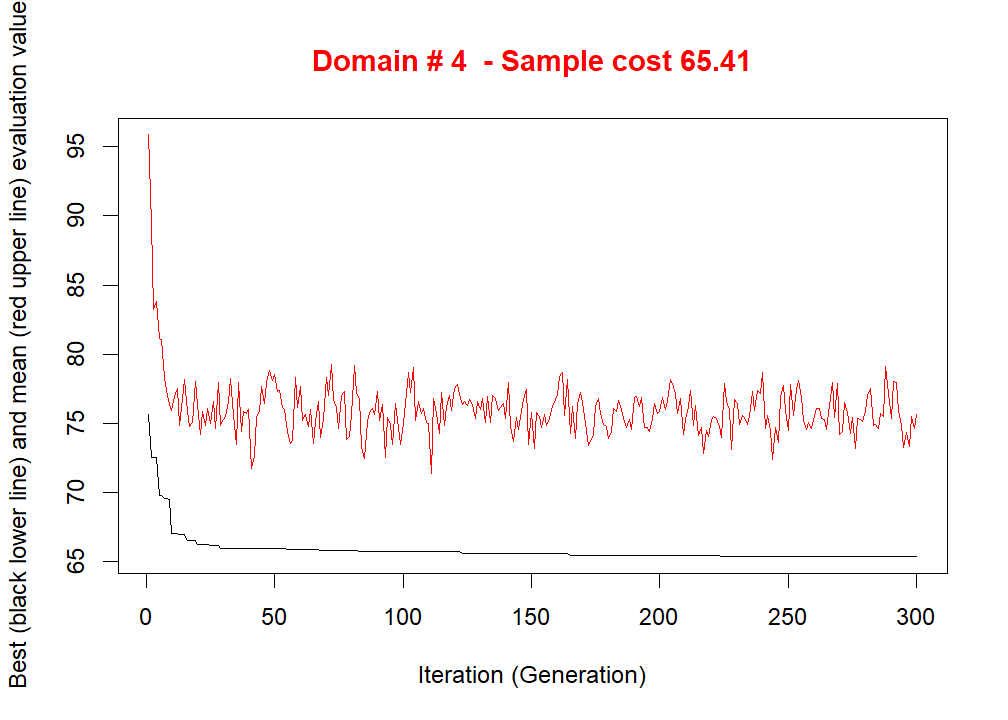 Domain # 4  - Sample cost 65.41
Best (black lower line) and mean (red upper line) evaluation value
95
90
85
80
75
70
65
0 50 100 150 200 250 300
Iteration (Generation)